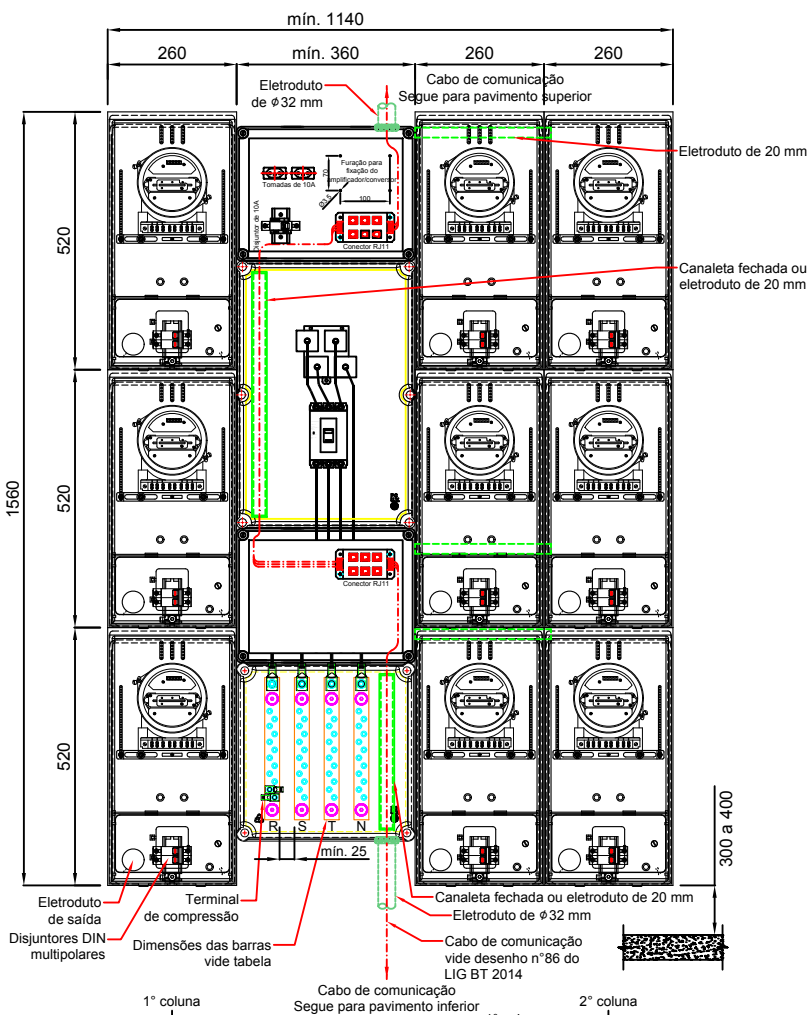 mín. 1140
260
mín. 360
260
260
Eletroduto
de ϕ32 mm
Cabo de comunicação
Segue para pavimento superior
Eletroduto de 20 mm
Furação para
fixação do
amplificador/conversor
70
100
Ø3,5
Tomadas de 10A
Disjuntor de 10A
Conector RJ11
Canaleta fechada ou
eletroduto de 20 mm
520
520
520
1560
Conector RJ11
R S T N
mín. 25
300 a 400
Eletroduto
de saída
Disjuntores DIN
multipolares
Terminal
de compressão
Dimensões das barras
vide tabela
Canaleta fechada ou eletroduto de 20 mm
Eletroduto de ϕ32 mm
Cabo de comunicação
vide desenho n°86 do
LIG BT 2014
Cabo de comunicação
Segue para pavimento inferior
1° coluna
2° coluna